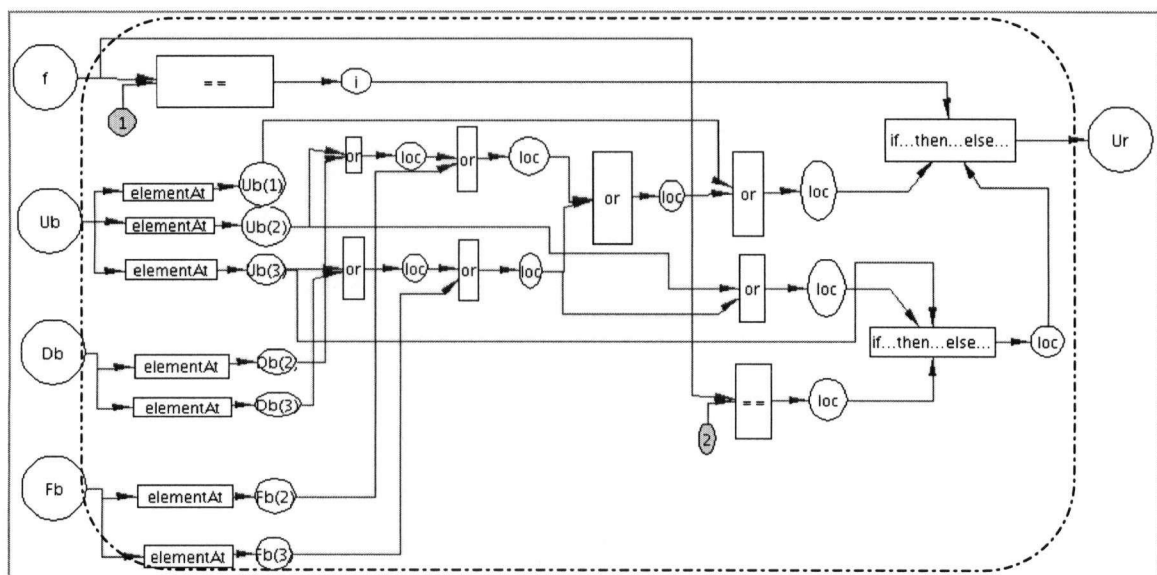 f
==
i
1
if...then...else...
Ur
or
loc
or
loc
elementAt
Ub(1)
or
loc
or
loc
Ub
elementAt
Ub(2)
elementAt
Ub(3)
or
loc
or
loc
or
loc
if...then...else...
loc
Db
elementAt
Db(2)
elementAt
Db(3)
==
loc
2
Fb
elementAt
Fb(2)
elementAt
Fb(3)